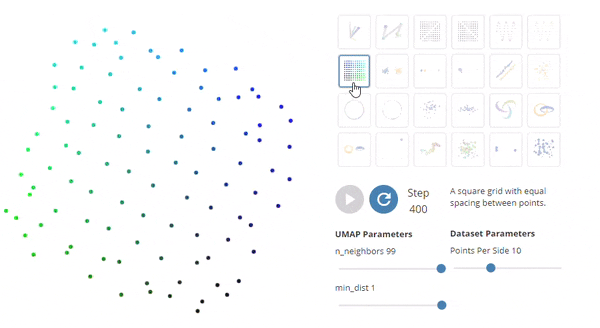 Step
400
A square grid with equal
spacing between points.
UMAP Parameters
Dataset Parameters
n_neighbors 99
Points Per Side 10
min_dist 1